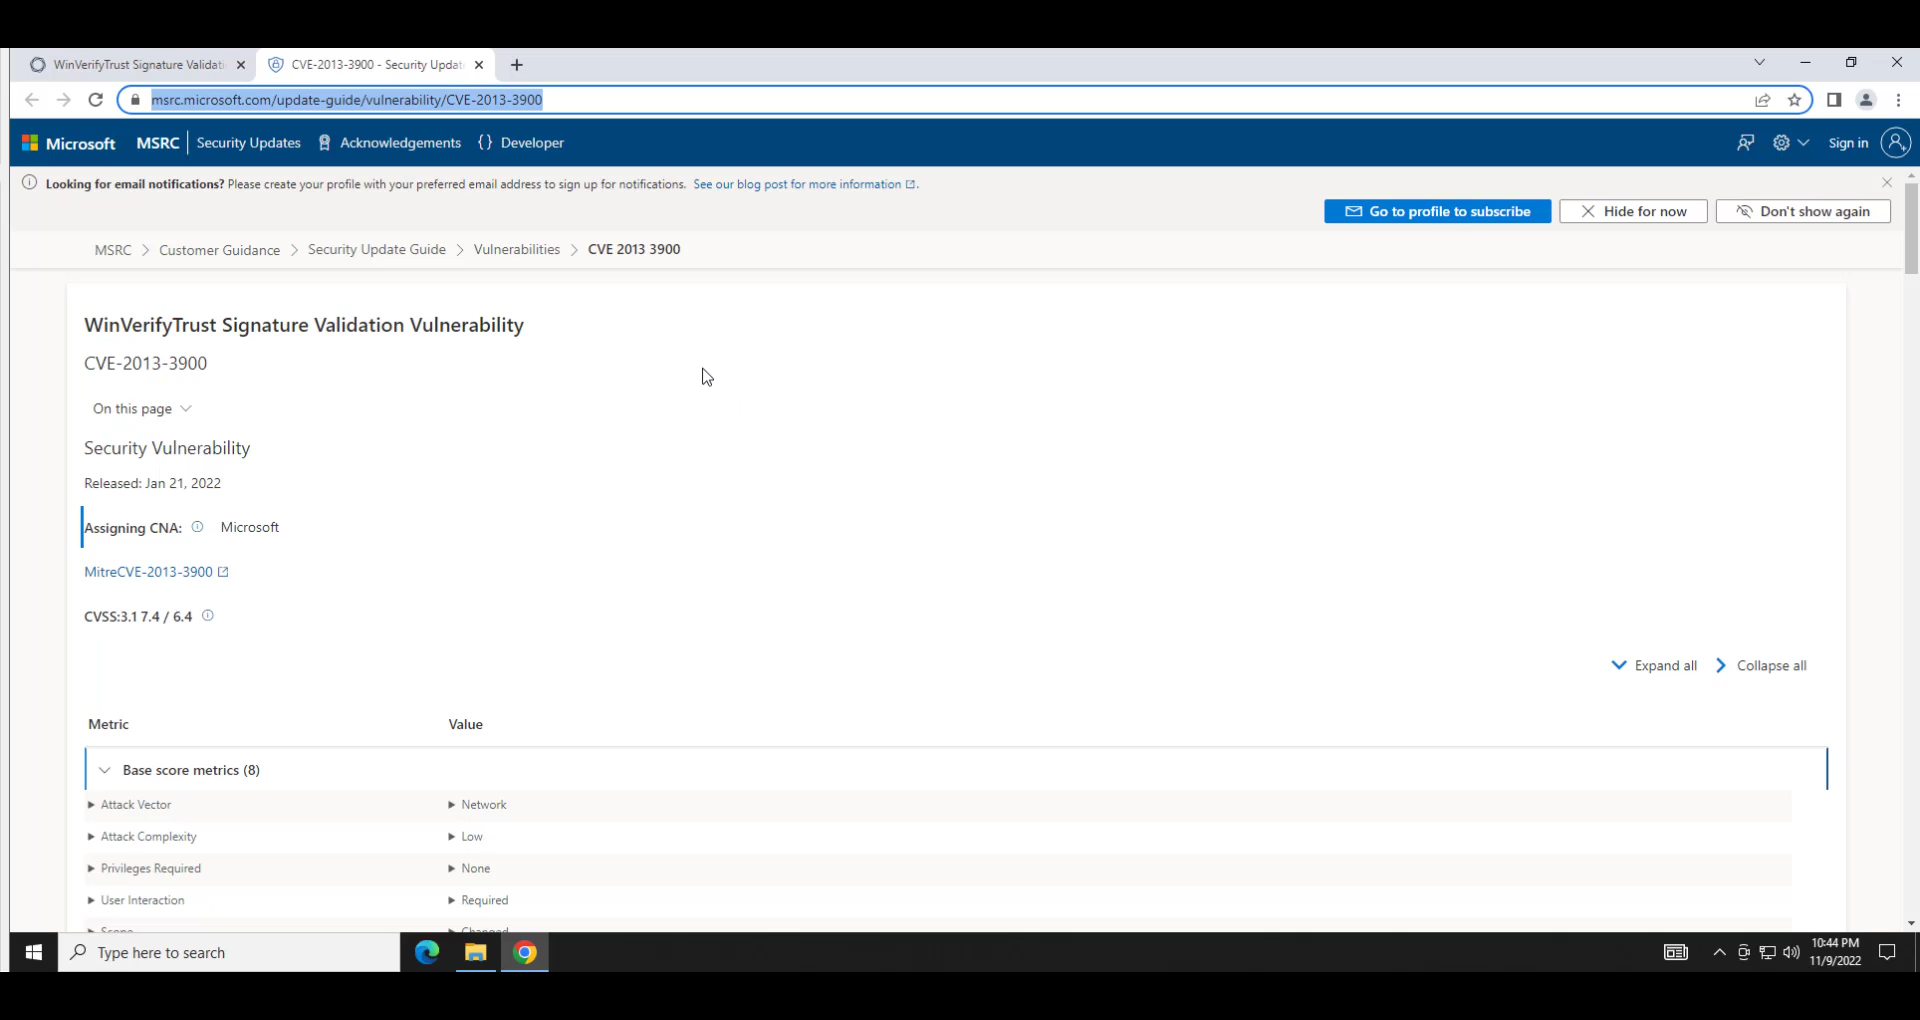 WinVerifyTrust Signature Validati
CVE-2013-3900 - Security Updat
msrc.microsoft.com/update-guide/vulnerability/CVE-2013-3900
Microsoft MSRC Security Updates Acknowledgements {} Developer Sign in
Looking for email notifications? Please create your profile with your preferred email address to sign up for notifications. See our blog post for more information.
Go to profile to subscribe
Hide for now
Don't show again
MSRC > Customer Guidance > Security Update Guide > Vulnerabilities > CVE 2013 3900
WinVerifyTrust Signature Validation Vulnerability
CVE-2013-3900
On this page
Security Vulnerability
Released: Jan 21, 2022
Assigning CNA: Microsoft
MitreCVE-2013-3900
CVSS:3.1 7.4 / 6.4
Expand all Collapse all
Metric Value
Base score metrics (8)
Attack Vector Network
Attack Complexity Low
Privileges Required None
User Interaction Required
Scope Changed
Type here to search
10:44 PM
11/9/2022